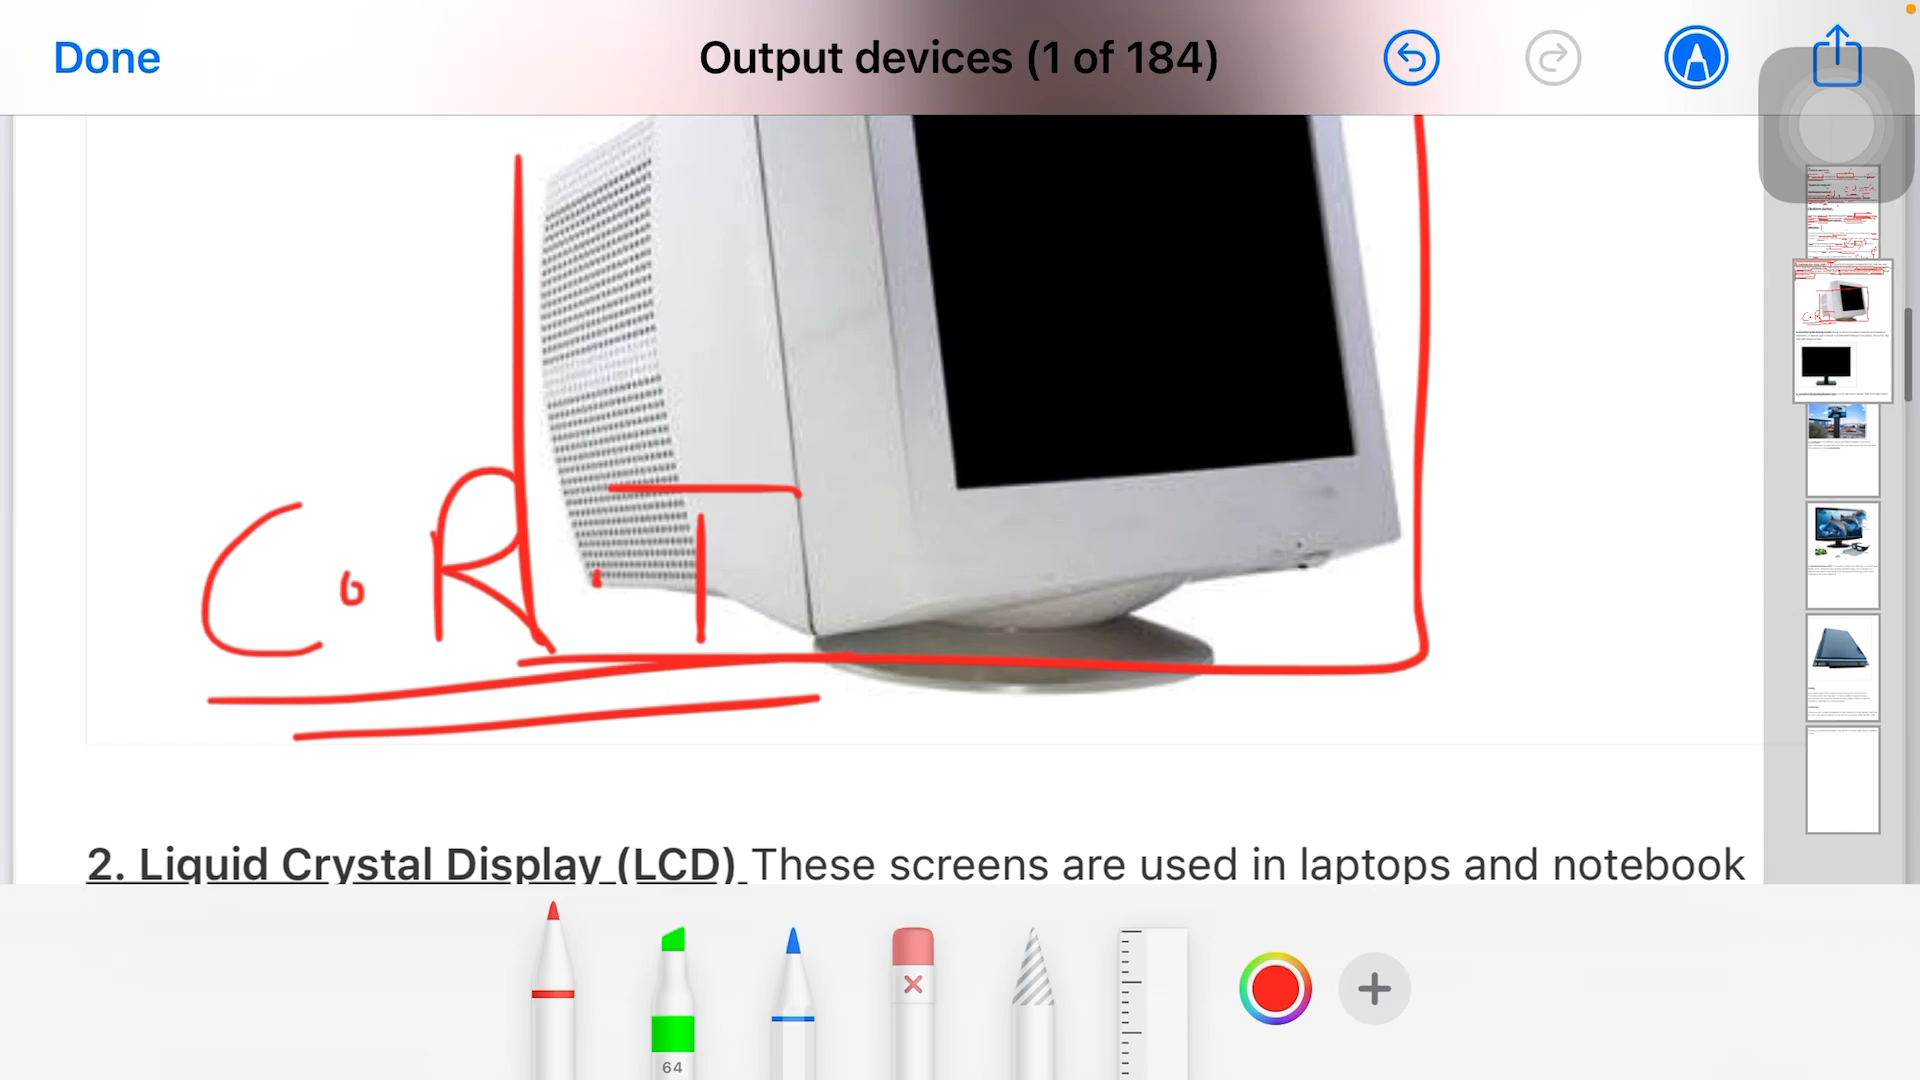 Done
Output devices (1 of 184)
C.R.T
2. Liquid Crystal Display (LCD) These screens are used in laptops and notebook
64